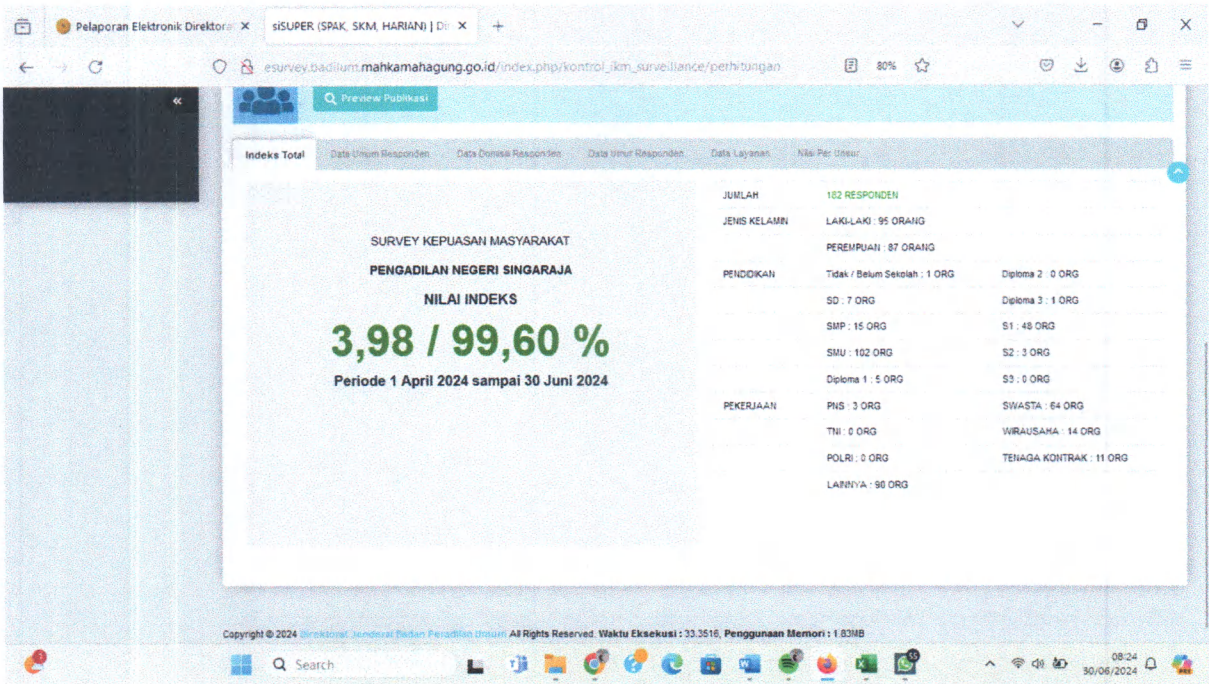 Pelaporan Elektronik Direktorat
siSUPER (SPAK, SKM, HARIAN) | Di
esurvey.badilum.mahkamahagung.go.id/index.php/kontrol_ikm_surveillance/perhitungan
80%
Preview Publikasi
Indeks Total
Data Umum Responden
Data Domisili Responden
Data Umur Responden
Data Layanan
Nilai Per Unsur
SURVEY KEPUASAN MASYARAKAT
PENGADILAN NEGERI SINGARAJA
NILAI INDEKS
3,98 / 99,60 %
Periode 1 April 2024 sampai 30 Juni 2024
JUMLAH 182 RESPONDEN
JENIS KELAMIN LAKI-LAKI : 95 ORANG
PEREMPUAN : 87 ORANG
PENDIDIKAN Tidak / Belum Sekolah : 1 ORG Diploma 2 : 0 ORG
SD : 7 ORG Diploma 3 : 1 ORG
SMP : 15 ORG S1 : 48 ORG
SMU : 102 ORG S2 : 3 ORG
Diploma 1 : 5 ORG S3 : 0 ORG
PEKERJAAN PNS : 3 ORG SWASTA : 64 ORG
TNI : 0 ORG WIRAUSAHA : 14 ORG
POLRI : 0 ORG TENAGA KONTRAK : 11 ORG
LAINNYA : 90 ORG
Copyright © 2024 Direktorat Jenderal Badan Peradilan Umum All Rights Reserved. Waktu Eksekusi : 33.3516, Penggunaan Memori : 1.83MB
Search
55
08:24
30/06/2024